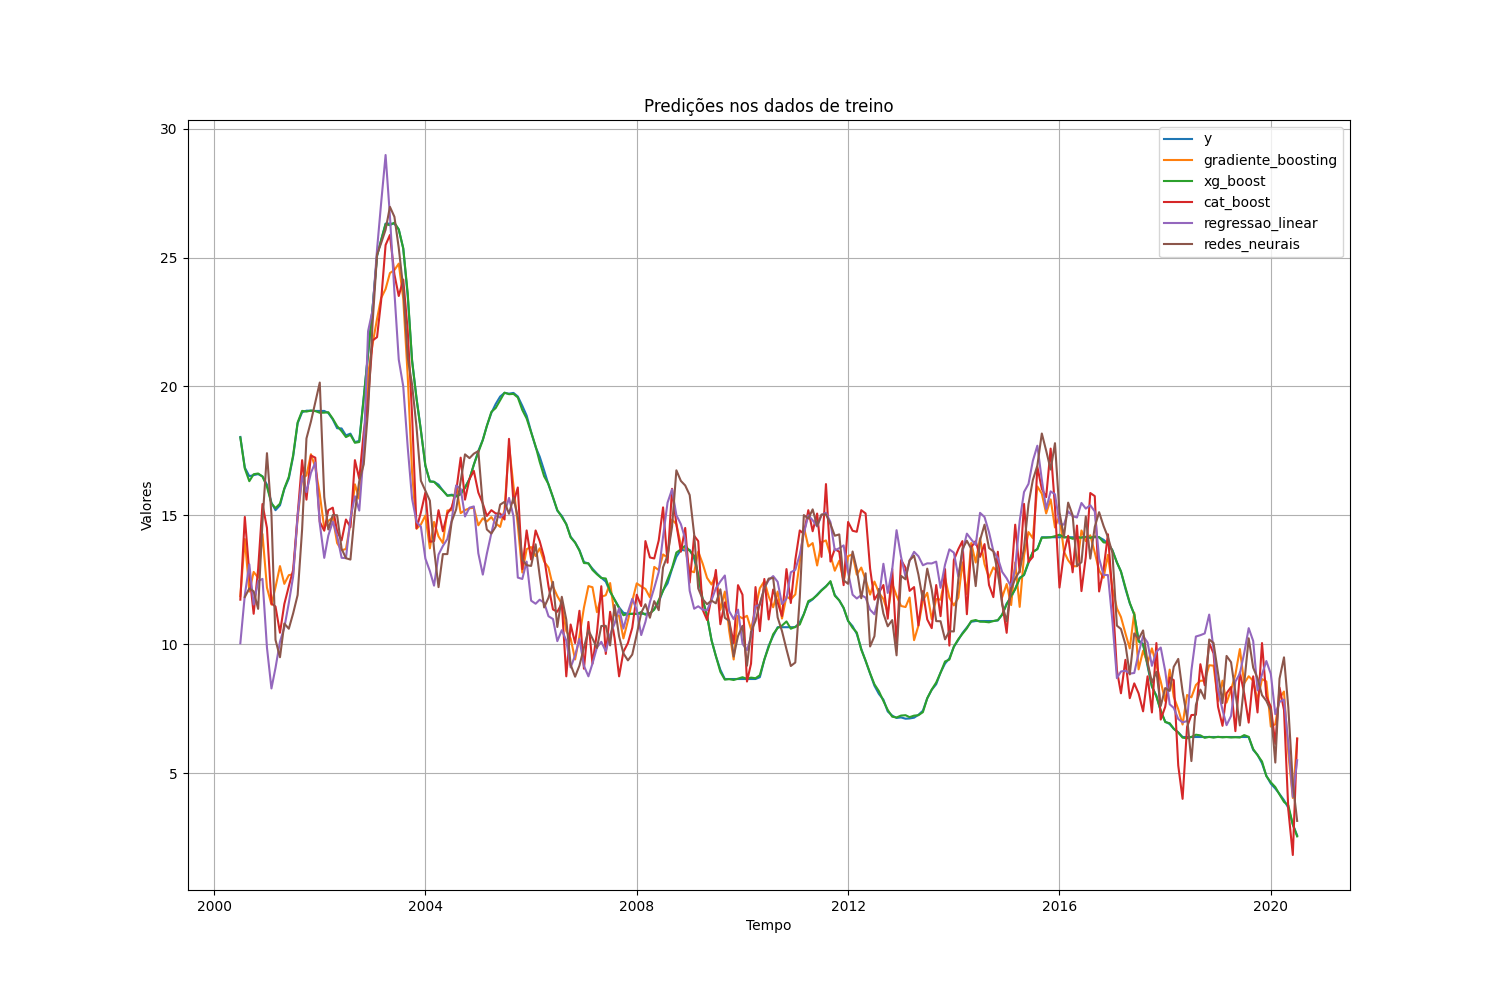 Predições nos dados de treino
y
gradiente_boosting
xg_boost
cat_boost
regressao_linear
redes_neurais
Valores
30
25
20
15
10
5
2000 2004 2008 2012 2016 2020
Tempo